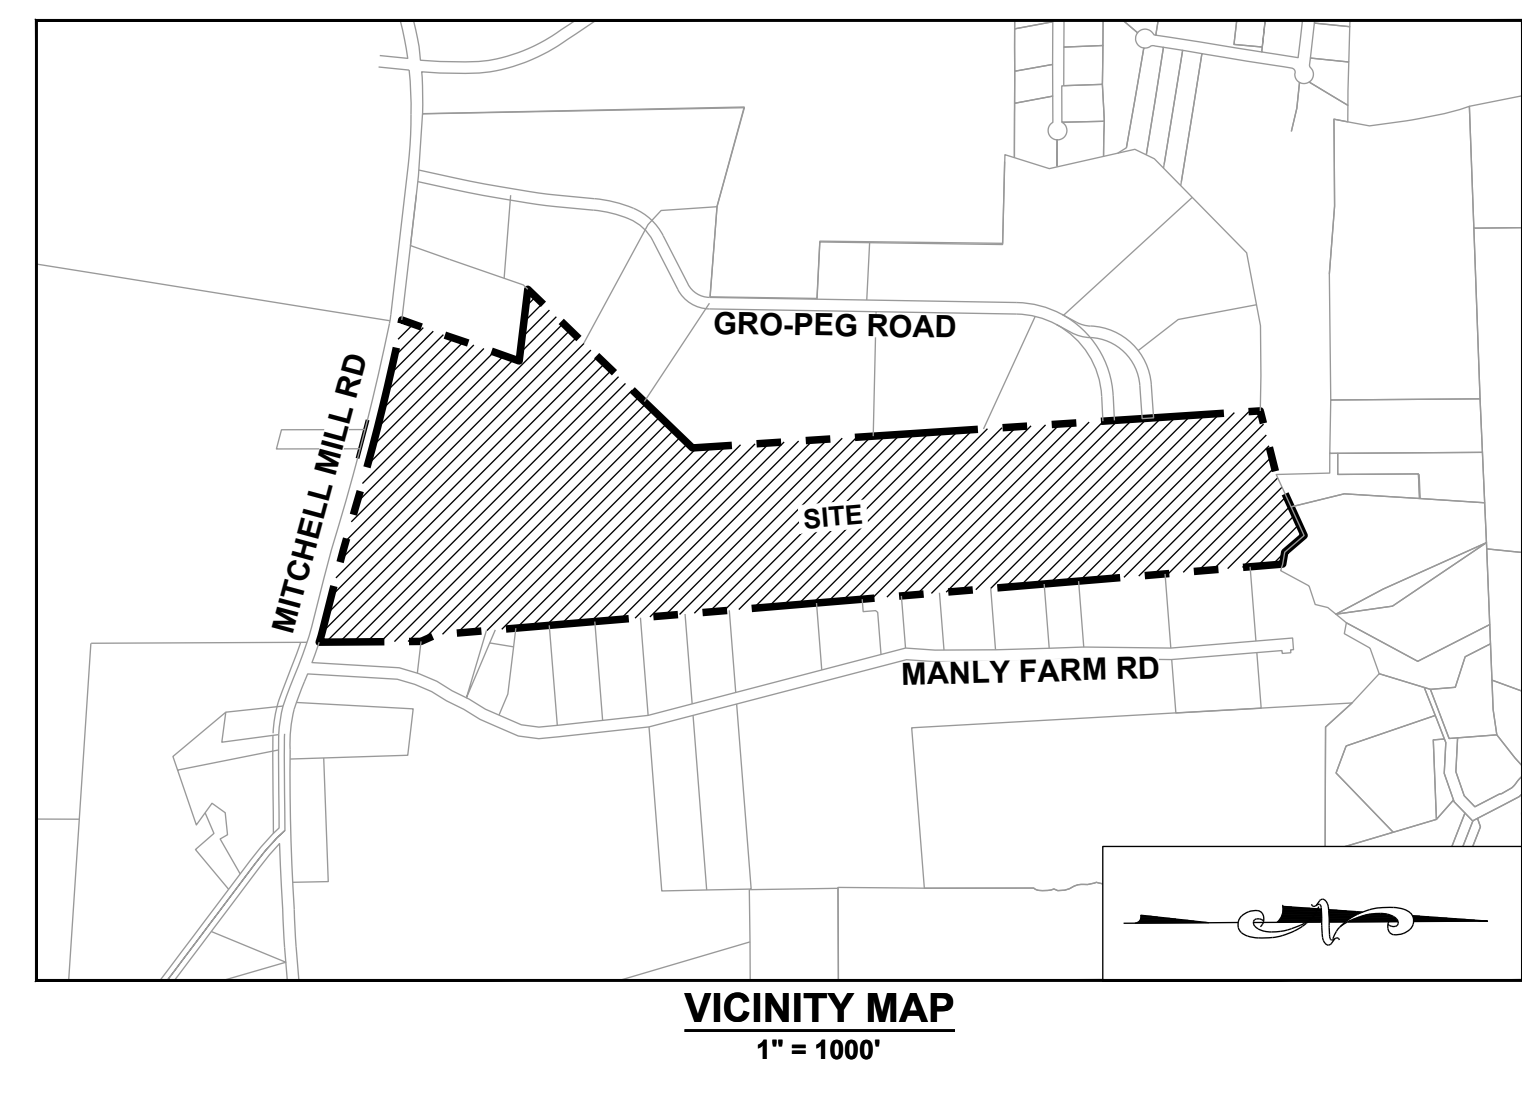 GRO-PEG ROAD
MITCHELL MILL RD
SITE
MANLY FARM RD
N
VICINITY MAP
1" = 1000'